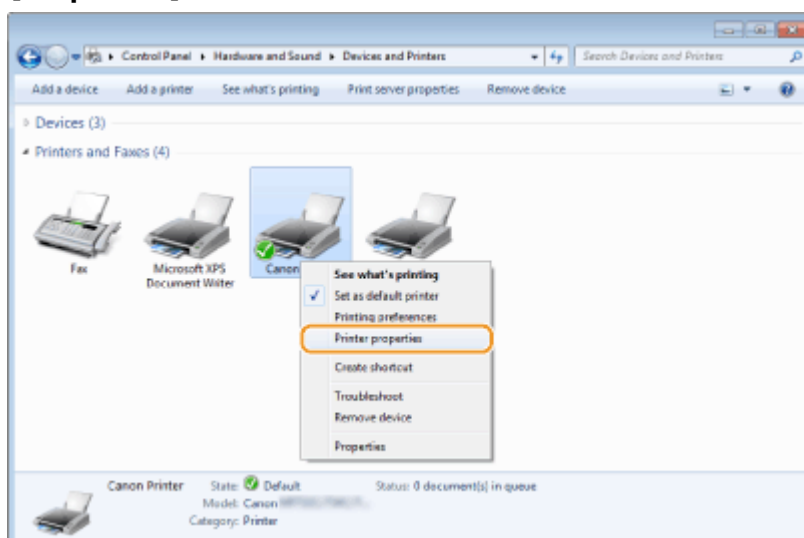 Control Panel Hardware and Sound Devices and Printers Search Devices and Printers
Add a device Add a printer See what's printing Print server properties Remove device
Devices (3)
Printers and Faxes (4)
Fax
Microsoft XPS
Document Writer
Canon
See what's printing
Set as default printer
Printing preferences
Printer properties
Create shortcut
Troubleshoot
Remove device
Properties
Canon Printer State: Default Status: 0 document(s) in queue
Model: Canon
Category: Printer